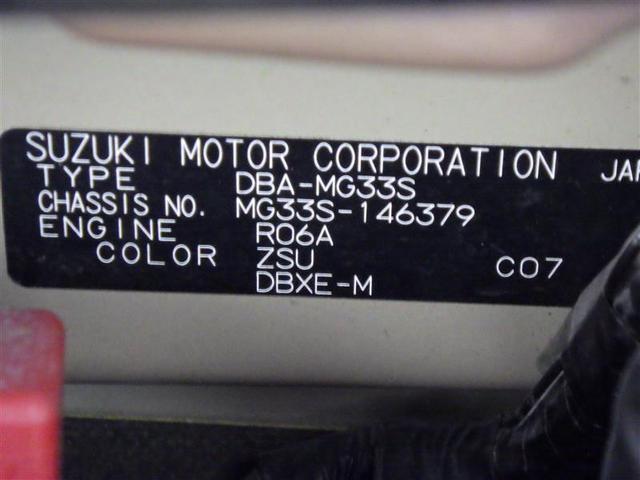 SUZUKI MOTOR CORPORATION
TYPE DBA-MG33S
CHASSIS NO. MG33S-146379
ENGINE R06A
COLOR ZSU C07
DBXE-M